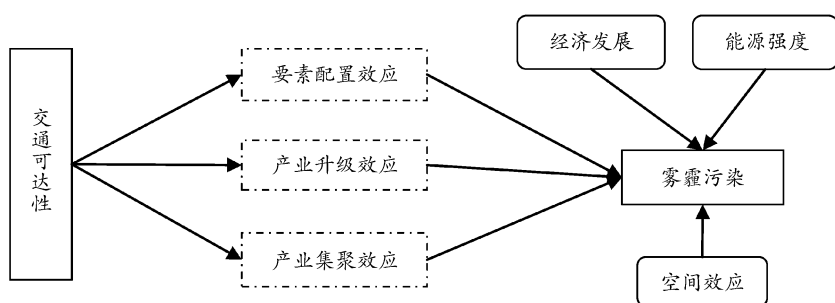 经济发展
能源强度
要素配置效应
交通可达性
产业升级效应
雾霾污染
产业集聚效应
空间效应